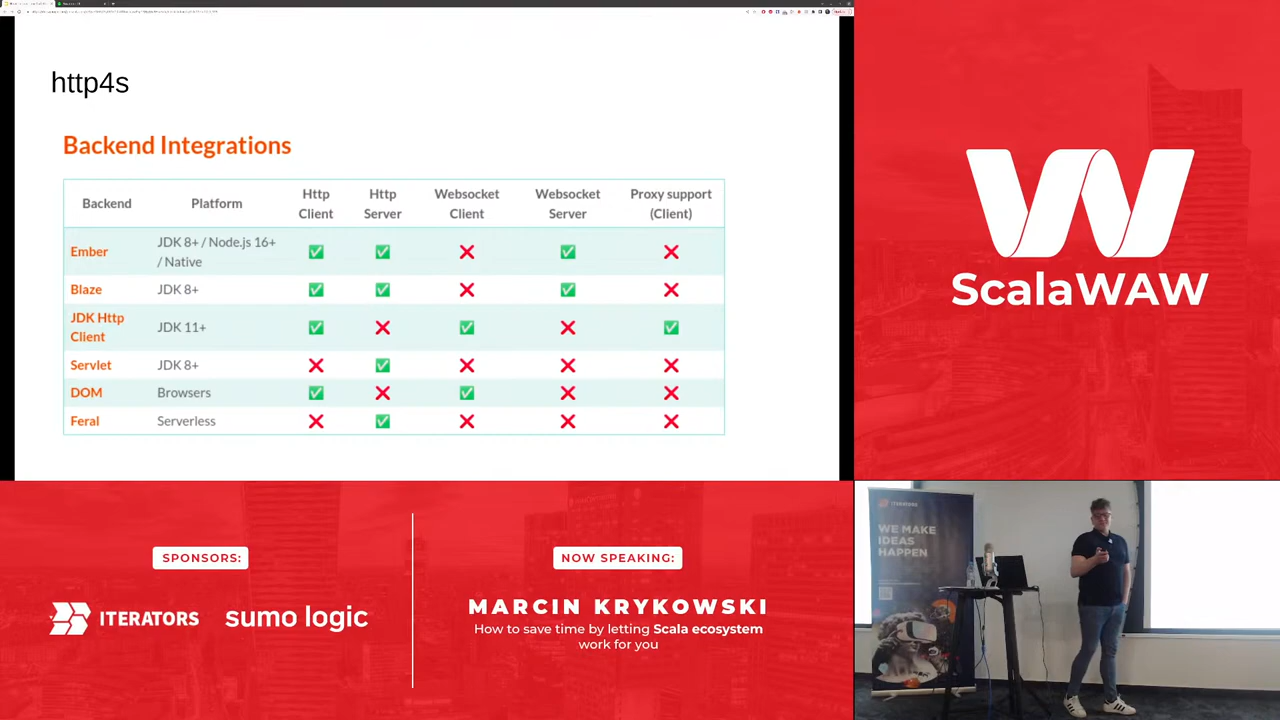 http4s
Backend Integrations
Backend Platform Http Client Http Server Websocket Client Websocket Server Proxy support (Client)
Ember JDK 8+ / Node.js 16+ / Native ✅ ✅ ❌ ✅ ❌
Blaze JDK 8+ ✅ ✅ ❌ ✅ ❌
JDK Http Client JDK 11+ ✅ ❌ ✅ ❌ ✅
Servlet JDK 8+ ❌ ✅ ❌ ❌ ❌
DOM Browsers ✅ ❌ ✅ ❌ ❌
Feral Serverless ❌ ✅ ❌ ❌ ❌
ScalaWAW
SPONSORS:
ITERATORS sumo logic
NOW SPEAKING:
MARCIN KRYKOWSKI
How to save time by letting Scala ecosystem
work for you
ITERATORS
WE MAKE
IDEAS
HAPPEN